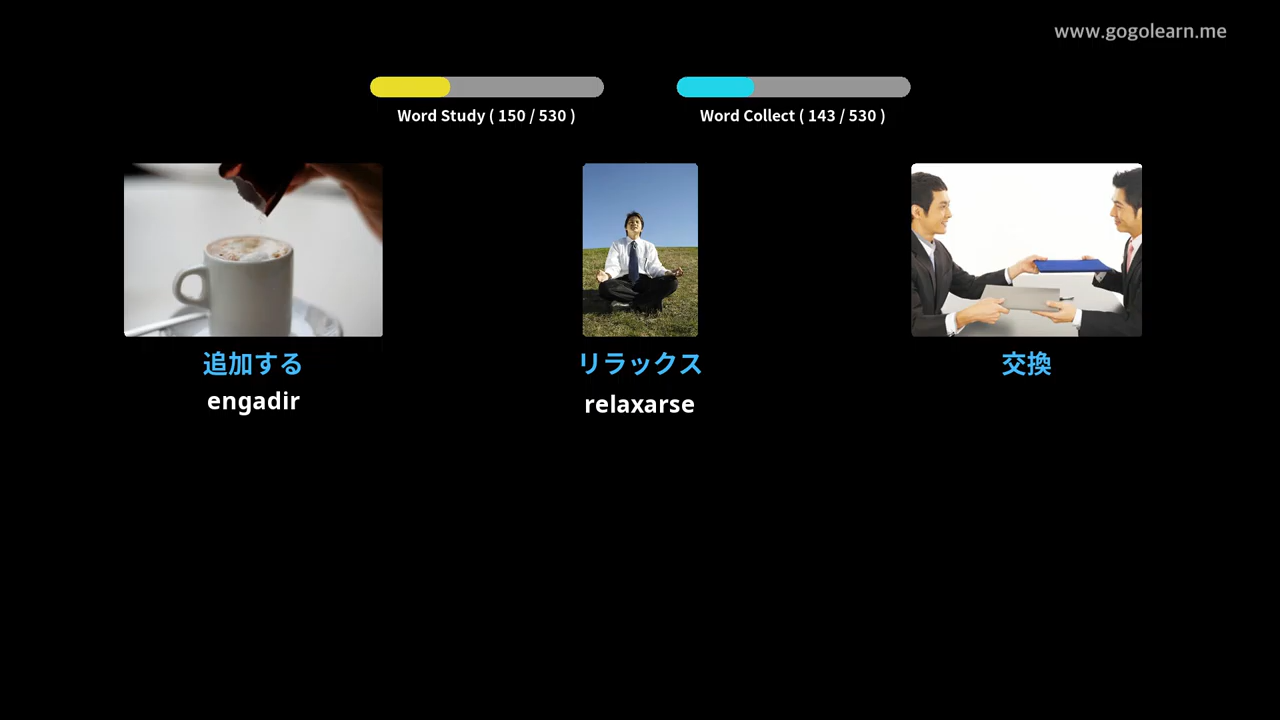 www.gogolearn.me
Word Study ( 150 / 530 )
Word Collect ( 143 / 530 )
追加する
リラックス
交換
engadir
relaxarse